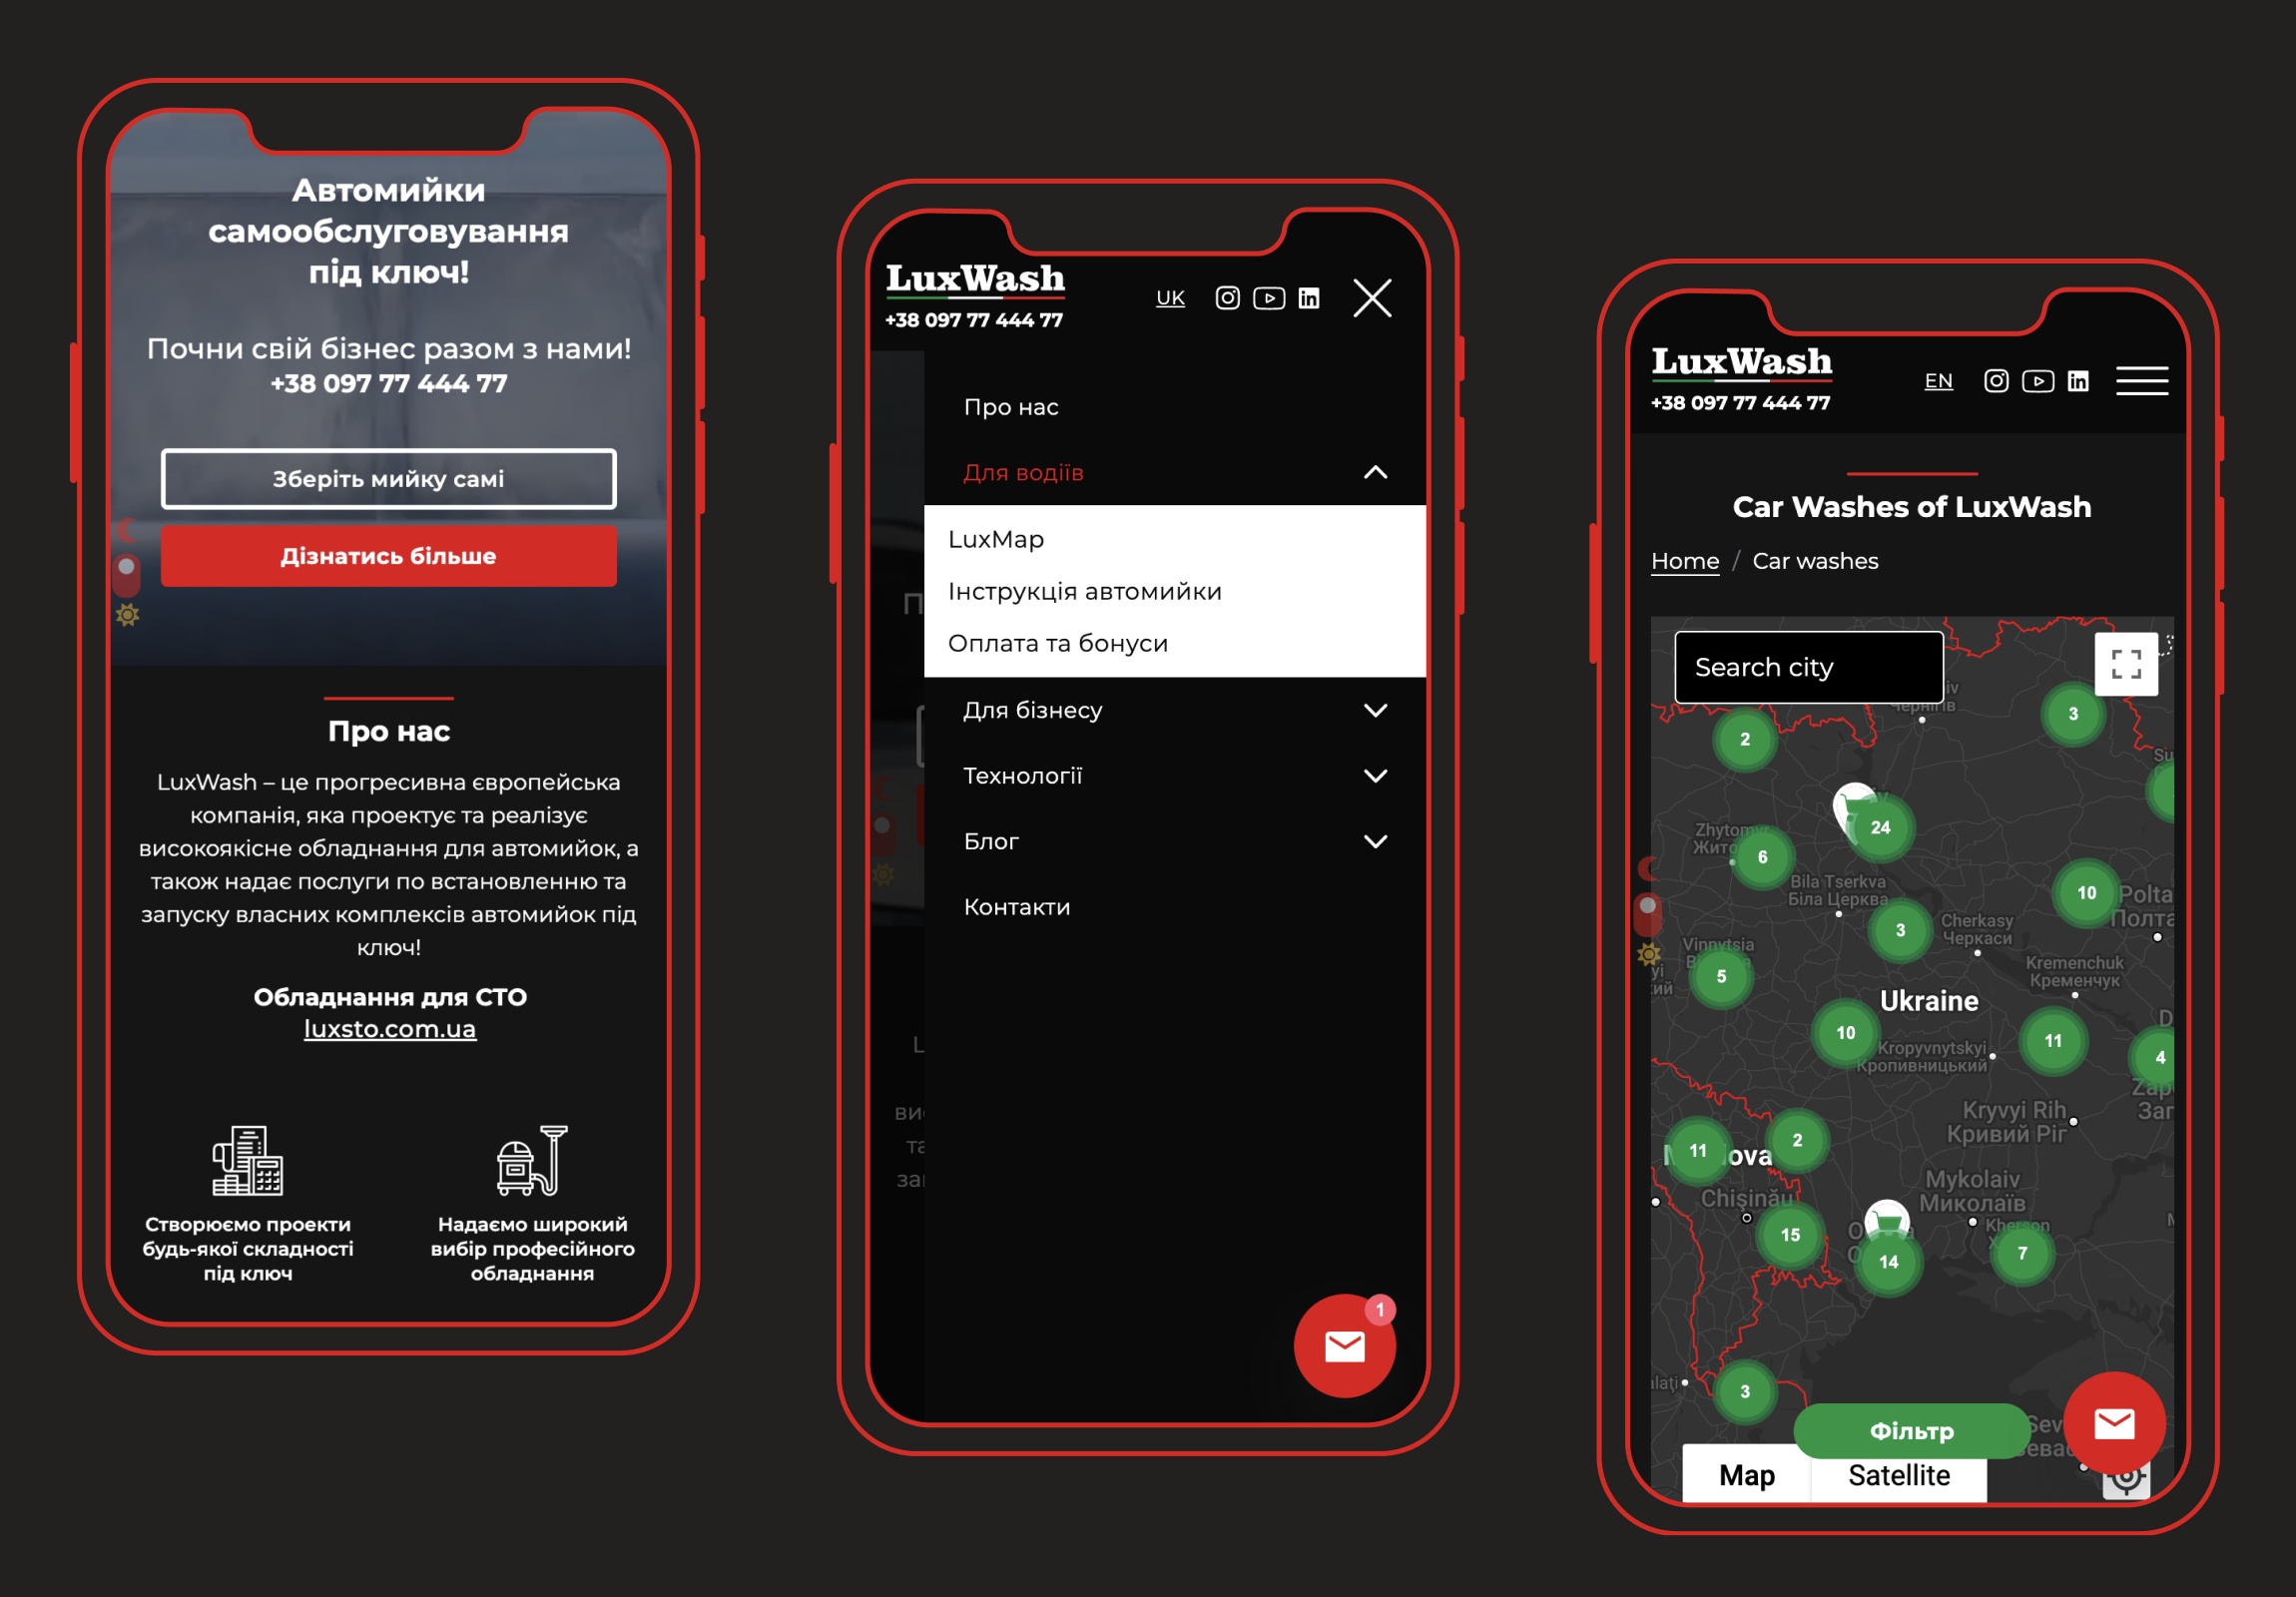 Автомийки
самообслуговування
під ключ!
Почни свій бізнес разом з нами!
+38 097 77 444 77
Зберіть мийку самі
Дізнатись більше
Про нас
LuxWash – це прогресивна європейська
компанія, яка проектує та реалізує
високоякісне обладнання для автомийок, а
також надає послуги по встановленню та
запуску власних комплексів автомийок під
ключ!
Обладнання для СТО
luxsto.com.ua
Створюємо проекти
будь-якої складності
під ключ
Надаємо широкий
вибір професійного
обладнання
LuxWash
+38 097 77 444 77
UK
Про нас
Для водіїв
LuxMap
Інструкція автомийки
Оплата та бонуси
Для бізнесу
Технології
Блог
Контакти
1
LuxWash
+38 097 77 444 77
EN
Car Washes of LuxWash
Home / Car washes
Search city
Чернігів
3
2
24
Zhytomyr
6
Bila Tserkva
Біла Церква
10
3
Cherkasy
Черкаси
Vinnytsia
5
Kremenchuk
Кременчук
Ukraine
10
11
Kropyvnytskyi
Кропивницький
4
Kryvyi Rih
Кривий Ріг
2
11
Mykolaiv
Миколаїв
Chișinău
Kherson
15
14
7
3
Фільтр
Map
Satellite